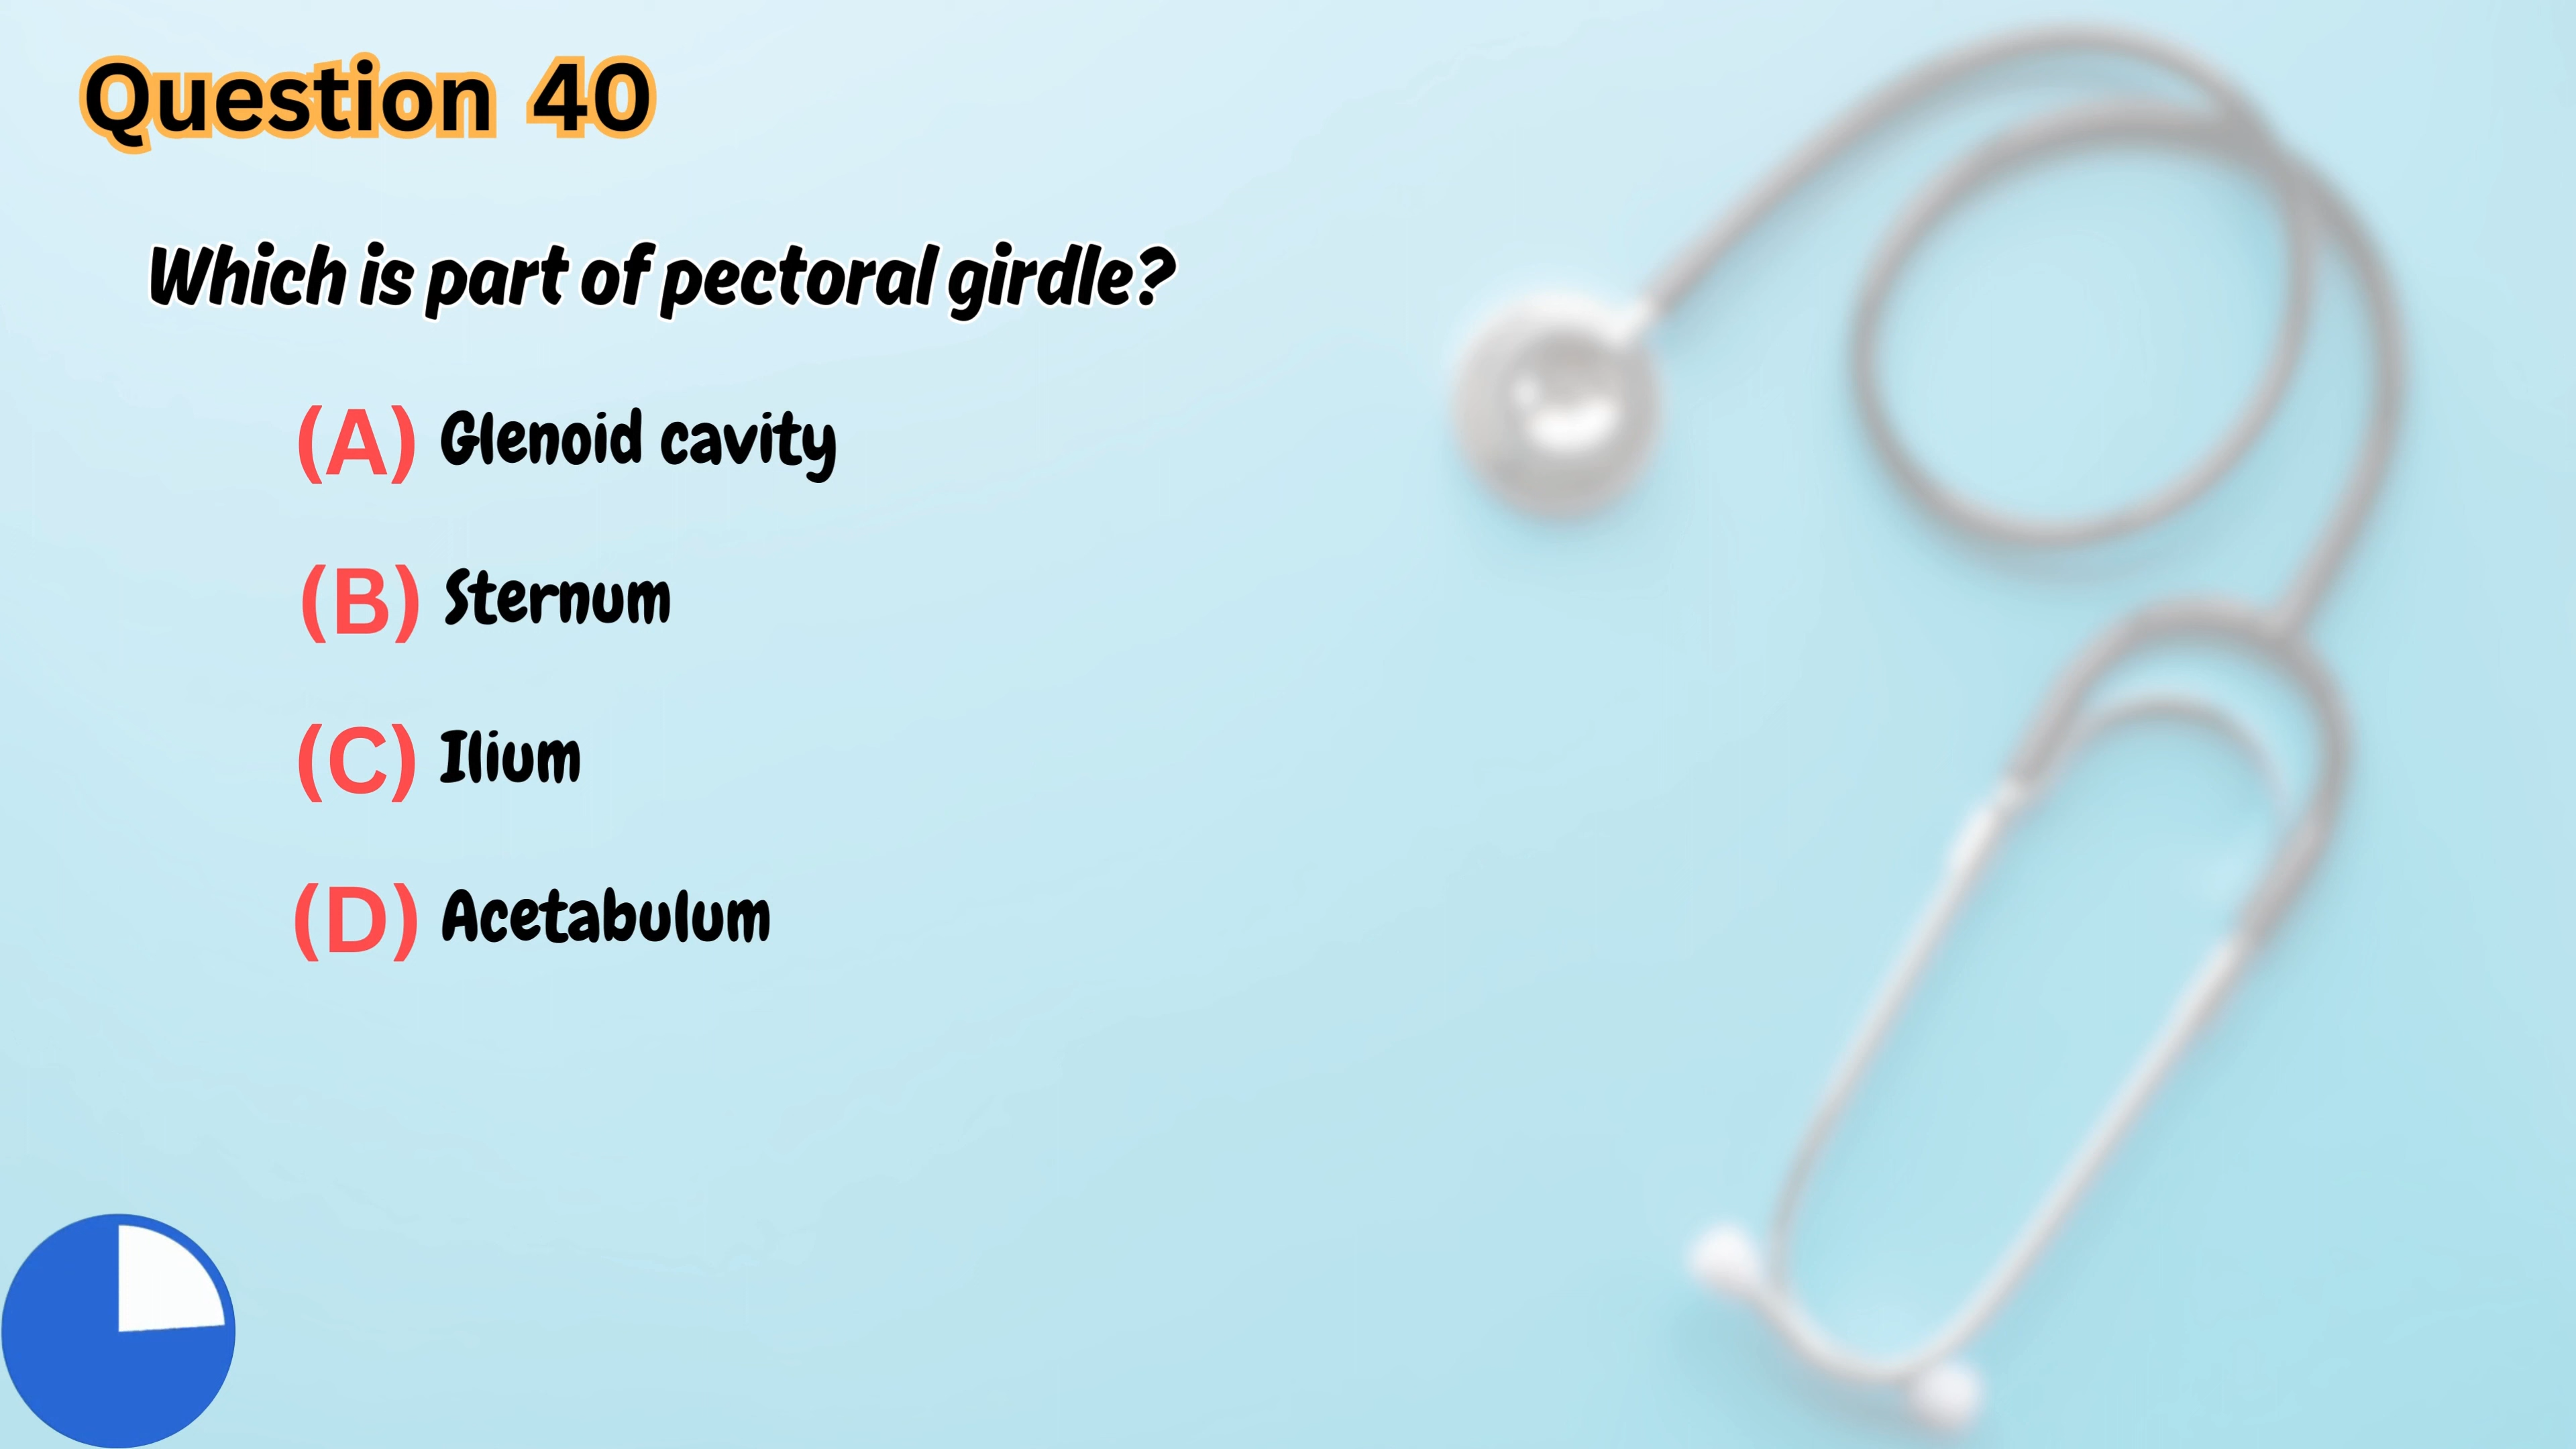 Question 40
Which is part of pectoral girdle?
(A) Glenoid cavity
(B) Sternum
(C) Ilium
(D) Acetabulum